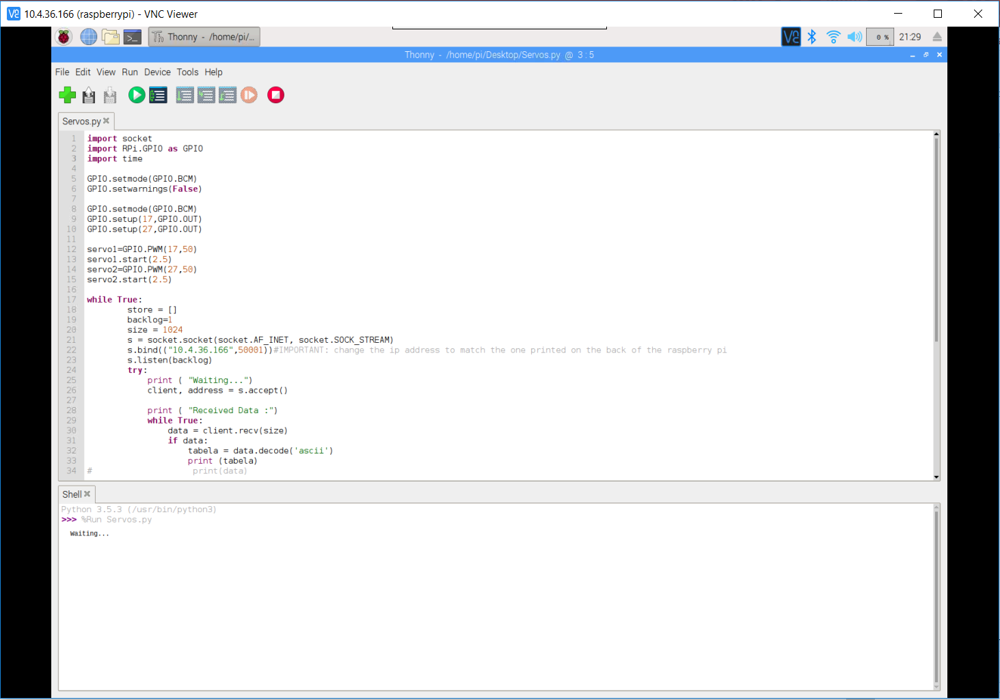 10.4.36.166 (raspberrypi) - VNC Viewer
Thonny - /home/pi/...
0 %
21:29
Thonny - /home/pi/Desktop/Servos.py @ 3 : 5
File Edit View Run Device Tools Help
Servos.py
1 import socket
2 import RPi.GPIO as GPIO
3 import time
4
5 GPIO.setmode(GPIO.BCM)
6 GPIO.setwarnings(False)
7
8 GPIO.setmode(GPIO.BCM)
9 GPIO.setup(17,GPIO.OUT)
10 GPIO.setup(27,GPIO.OUT)
11
12 servo1=GPIO.PWM(17,50)
13 servo1.start(2.5)
14 servo2=GPIO.PWM(27,50)
15 servo2.start(2.5)
16
17 while True:
18 store = []
19 backlog=1
20 size = 1024
21 s = socket.socket(socket.AF_INET, socket.SOCK_STREAM)
22 s.bind(("10.4.36.166",50001))#IMPORTANT: change the ip address to match the one printed on the back of the raspberry pi
23 s.listen(backlog)
24 try:
25 print ( "Waiting...")
26 client, address = s.accept()
27
28 print ( "Received Data :")
29 while True:
30 data = client.recv(size)
31 if data:
32 tabela = data.decode('ascii')
33 print (tabela)
34 # print(data)
Shell
Python 3.5.3 (/usr/bin/python3)
>>> %Run Servos.py
Waiting...